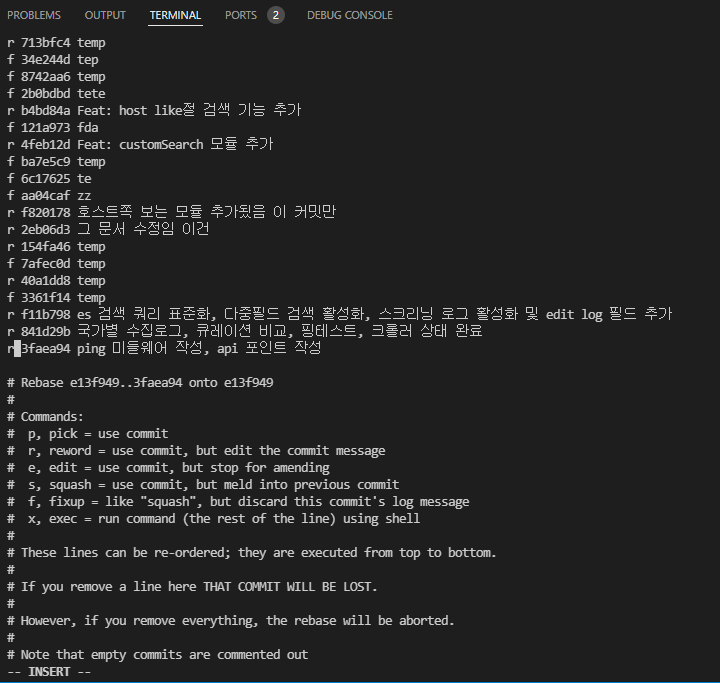 PROBLEMS OUTPUT TERMINAL PORTS 2 DEBUG CONSOLE
r 713bfc4 temp
f 34e244d tep
f 8742aa6 temp
f 2b0bdbd tete
r b4bd84a Feat: host like절 검색 기능 추가
f 121a973 fda
r 4feb12d Feat: customSearch 모듈 추가
f ba7e5c9 temp
f 6c17625 te
f aa04caf zz
r f820178 호스트쪽 보는 모듈 추가됬음 이 커밋만
r 2eb06d3 그 문서 수정임 이건
r 154fa46 temp
f 7afec0d temp
r 40a1dd8 temp
f 3361f14 temp
r f11b798 es 검색 쿼리 표준화, 다중필드 검색 활성화, 스크리닝 로그 활성화 및 edit log 필드 추가
r 841d29b 국가별 수집로그, 큐레이션 비교, 핑테스트, 크롤러 상태 완료
r 3faea94 ping 미들웨어 작성, api 포인트 작성
# Rebase e13f949..3faea94 onto e13f949
#
# Commands:
#  p, pick = use commit
#  r, reword = use commit, but edit the commit message
#  e, edit = use commit, but stop for amending
#  s, squash = use commit, but meld into previous commit
#  f, fixup = like "squash", but discard this commit's log message
#  x, exec = run command (the rest of the line) using shell
#
# These lines can be re-ordered; they are executed from top to bottom.
#
# If you remove a line here THAT COMMIT WILL BE LOST.
#
# However, if you remove everything, the rebase will be aborted.
#
# Note that empty commits are commented out
-- INSERT --